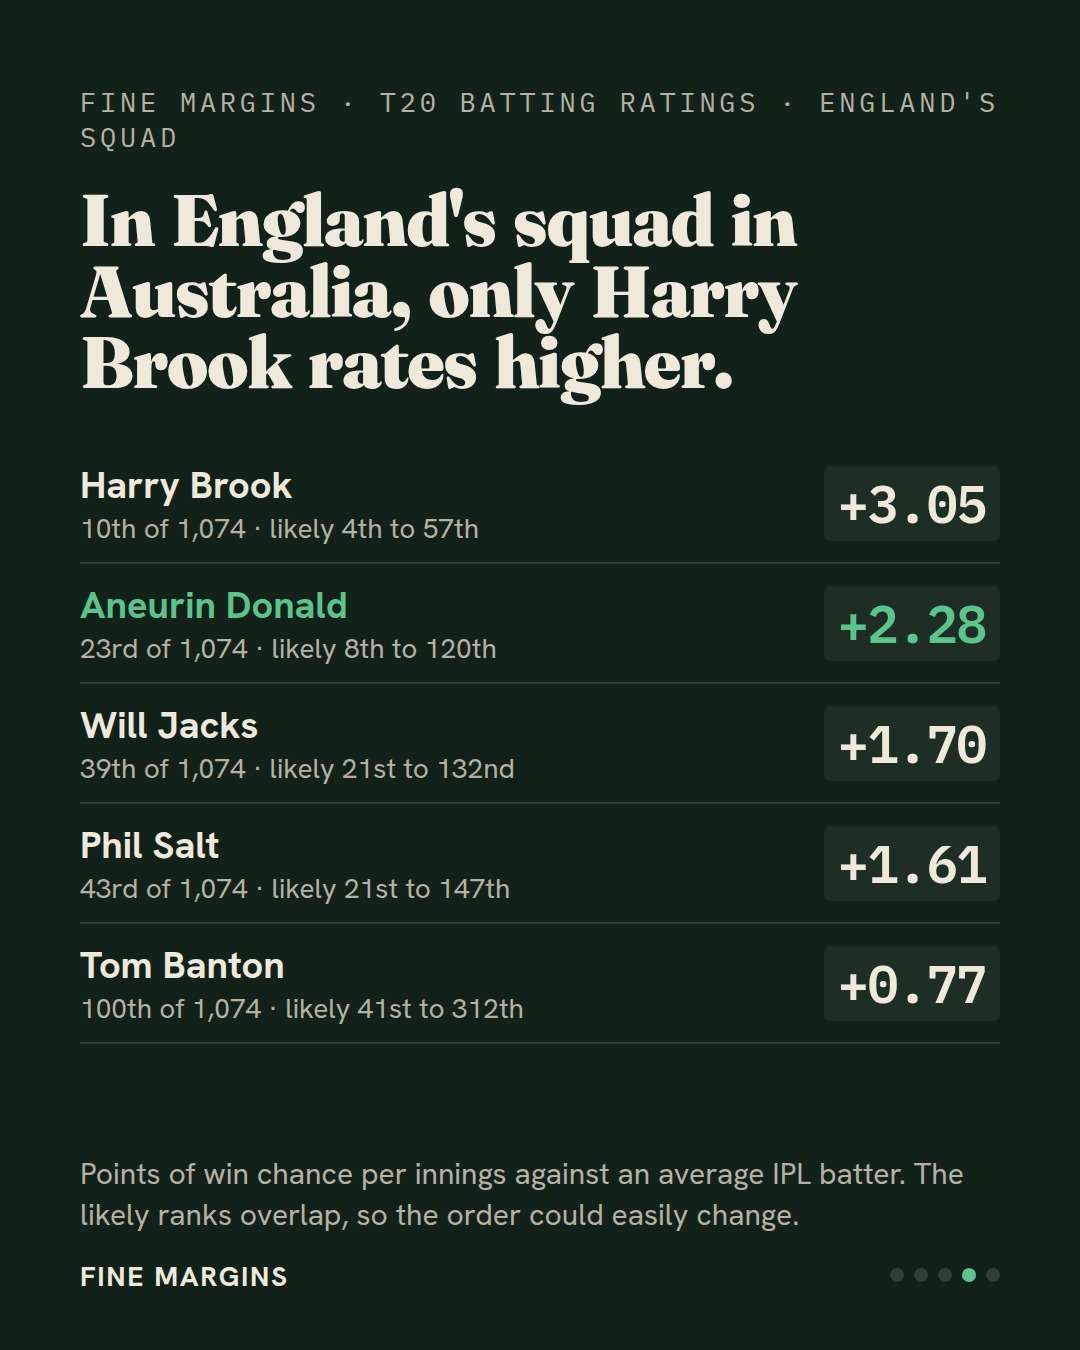 FINE MARGINS · T20 BATTING RATINGS · ENGLAND'S
SQUAD
In England's squad in
Australia, only Harry
Brook rates higher.
Harry Brook
10th of 1,074 · likely 4th to 57th
+3.05
Aneurin Donald
23rd of 1,074 · likely 8th to 120th
+2.28
Will Jacks
39th of 1,074 · likely 21st to 132nd
+1.70
Phil Salt
43rd of 1,074 · likely 21st to 147th
+1.61
Tom Banton
100th of 1,074 · likely 41st to 312th
+0.77
Points of win chance per innings against an average IPL batter. The
likely ranks overlap, so the order could easily change.
FINE MARGINS